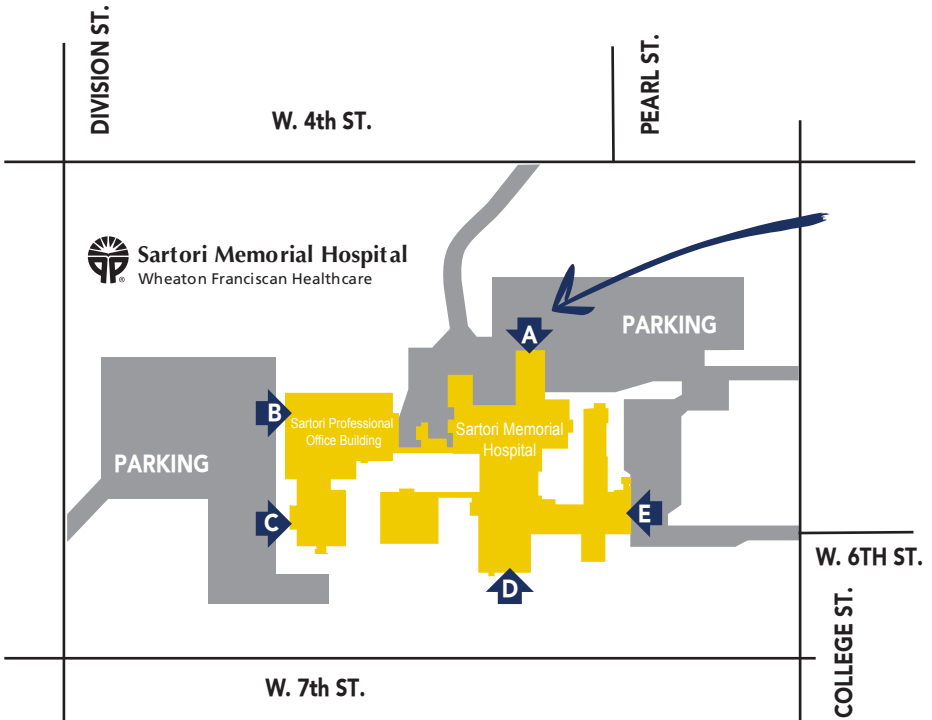 DIVISION ST.
PEARL ST.
W. 4th ST.
Sartori Memorial Hospital
Wheaton Franciscan Healthcare
®
A
PARKING
B
Sartori Professional
Office Building
Sartori Memorial
Hospital
PARKING
C
E
W. 6TH ST.
D
COLLEGE ST.
W. 7th ST.